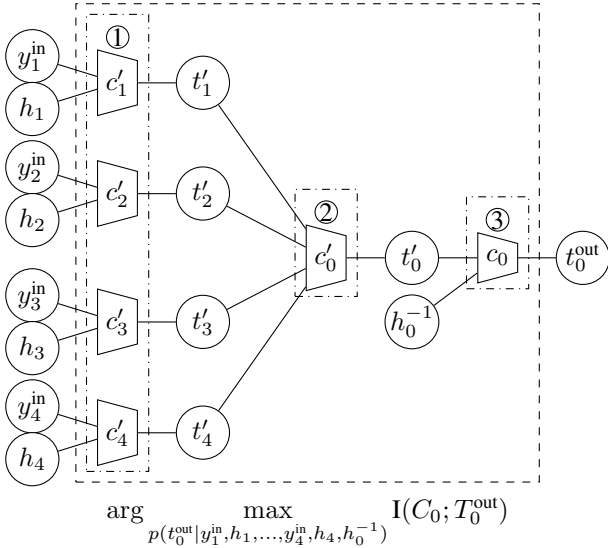 ①
y_1^in c'_1 t'_1
h_1
y_2^in c'_2 t'_2
h_2
②
③
c'_0 t'_0 c_0 t_0^out
h_0^{-1}
y_3^in c'_3 t'_3
h_3
y_4^in c'_4 t'_4
h_4
arg max I(C_0; T_0^out)
p(t_0^out|y_1^in,h_1,...,y_4^in,h_4,h_0^{-1})